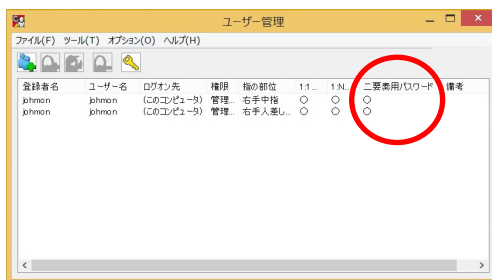 ユーザー管理
ファイル(F) ツール(T) オプション(O) ヘルプ(H)
登録者名 ユーザー名 ログオン先 権限 指の部位 1:1... 1:N... 二要素用パスワード 備考
johmon johmon (このコンピュータ) 管理... 右手中指 ○ ○ ○
johmon johmon (このコンピュータ) 管理... 右手人差し... ○ ○ ○